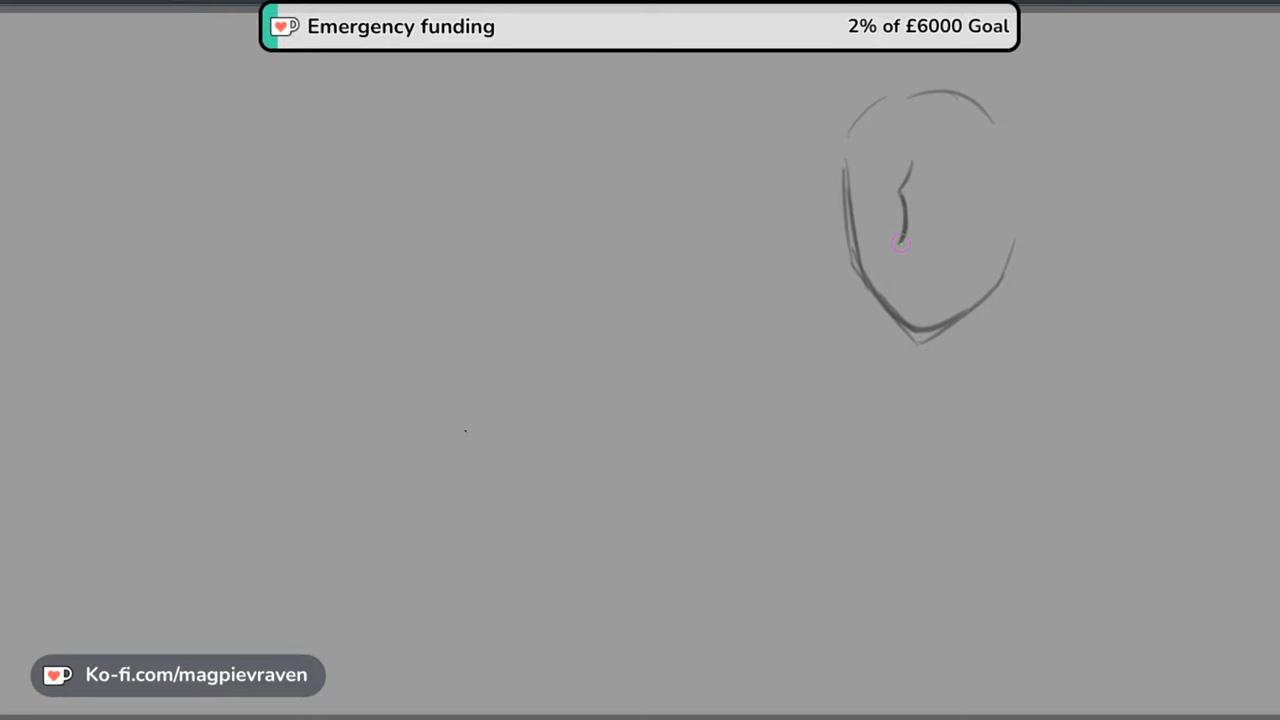 Emergency funding 2% of £6000 Goal
Ko-fi.com/magpievraven